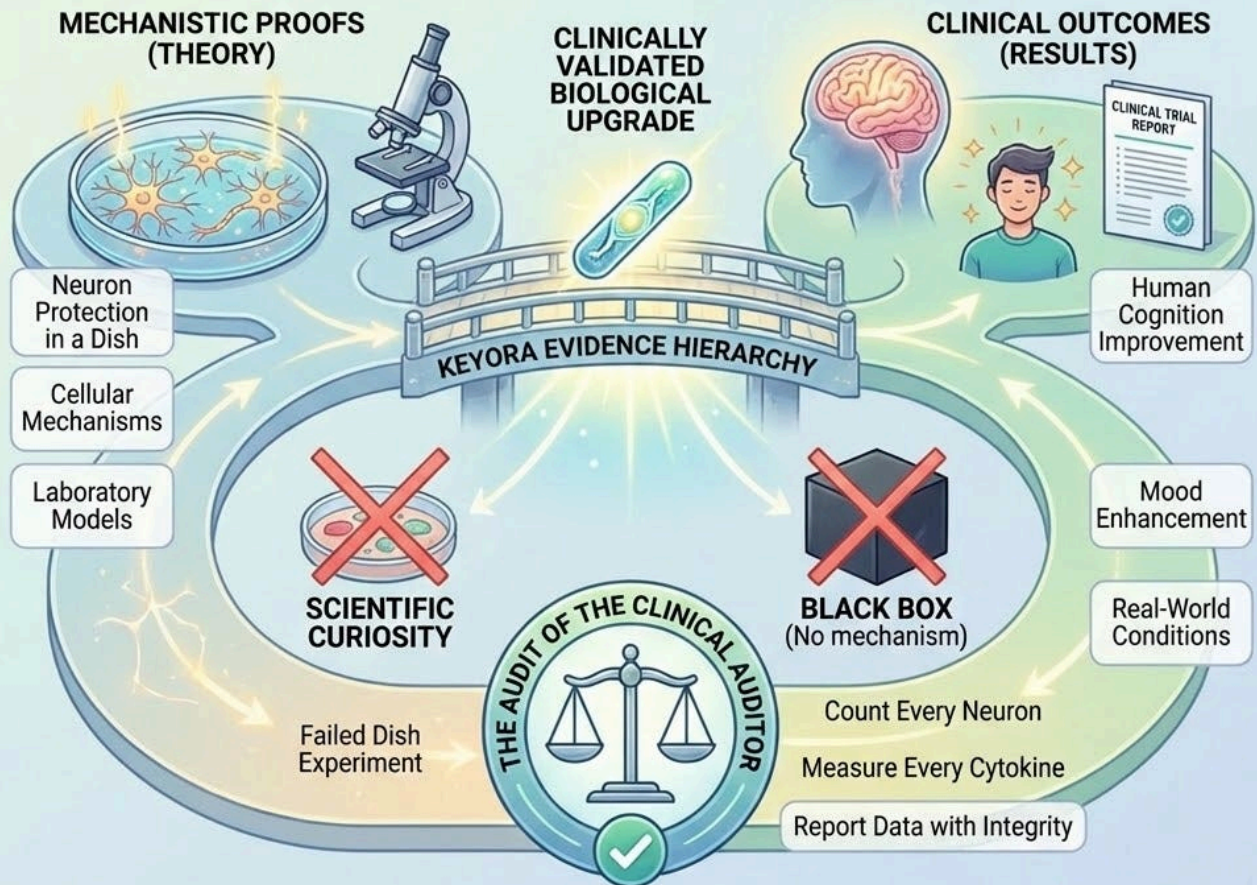 MECHANISTIC PROOFS
(THEORY)
CLINICALLY
VALIDATED
BIOLOGICAL
UPGRADE
CLINICAL OUTCOMES
(RESULTS)
CLINICAL TRIAL
REPORT
Neuron
Protection
in a Dish
Cellular
Mechanisms
Laboratory
Models
KEYORA EVIDENCE HIERARCHY
Human
Cognition
Improvement
Mood
Enhancement
Real-World
Conditions
SCIENTIFIC
CURIOSITY
BLACK BOX
(No mechanism)
Failed Dish
Experiment
THE AUDIT OF THE CLINICAL AUDITOR
Count Every Neuron
Measure Every Cytokine
Report Data with Integrity